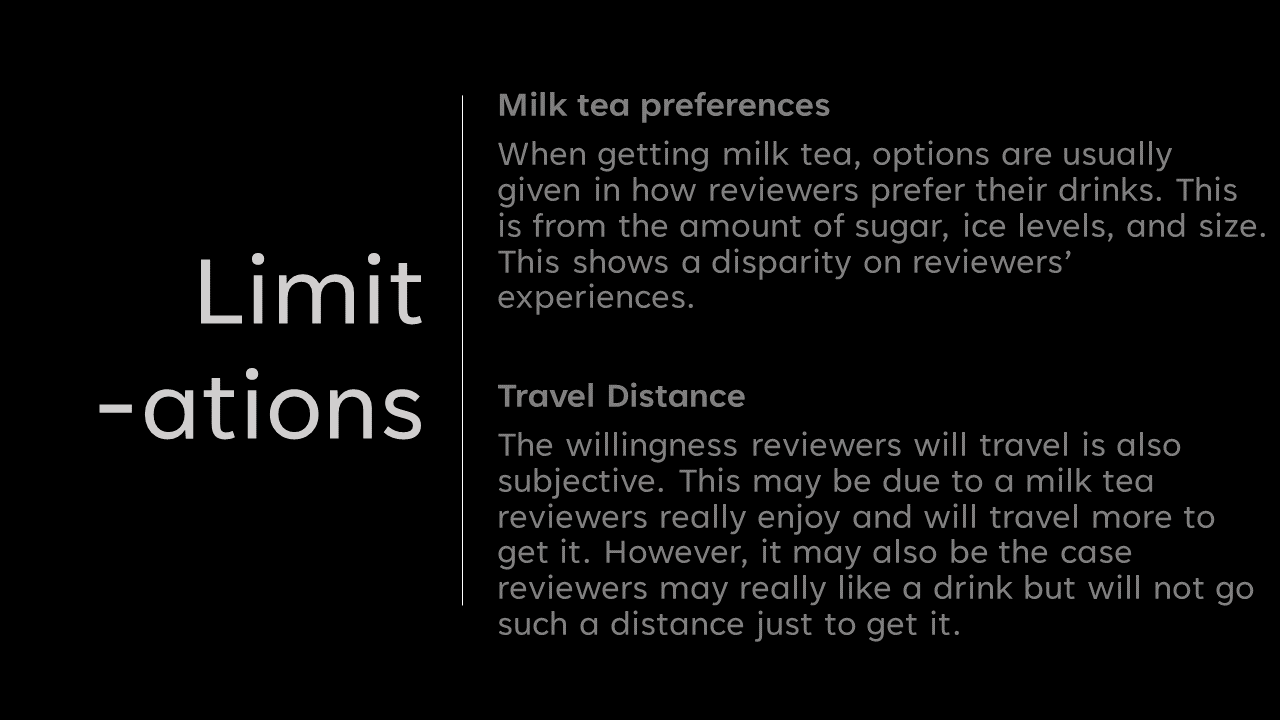 Limit
-ations
Milk tea preferences
When getting milk tea, options are usually
given in how reviewers prefer their drinks. This
is from the amount of sugar, ice levels, and size.
This shows a disparity on reviewers’
experiences.
Travel Distance
The willingness reviewers will travel is also
subjective. This may be due to a milk tea
reviewers really enjoy and will travel more to
get it. However, it may also be the case
reviewers may really like a drink but will not go
such a distance just to get it.